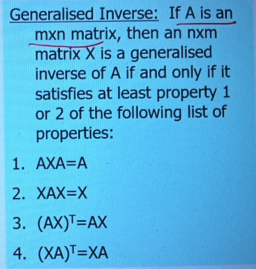 Generalised Inverse: If A is an
mxn matrix, then an nxm
matrix X is a generalised
inverse of A if and only if it
satisfies at least property 1
or 2 of the following list of
properties:
1. AXA=A
2. XAX=X
3. (AX)ᵀ=AX
4. (XA)ᵀ=XA